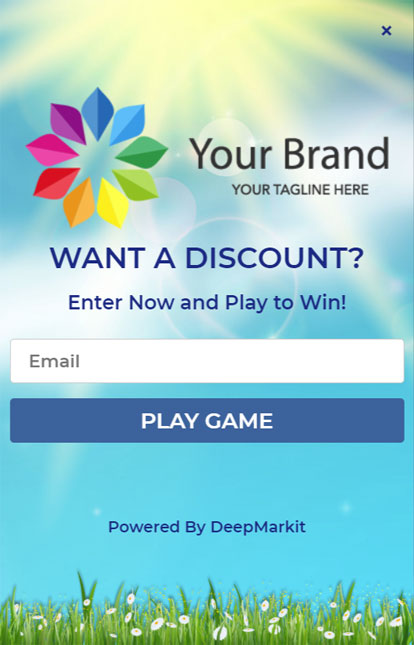 ×
Your Brand
YOUR TAGLINE HERE
WANT A DISCOUNT?
Enter Now and Play to Win!
Email
PLAY GAME
Powered By DeepMarkit